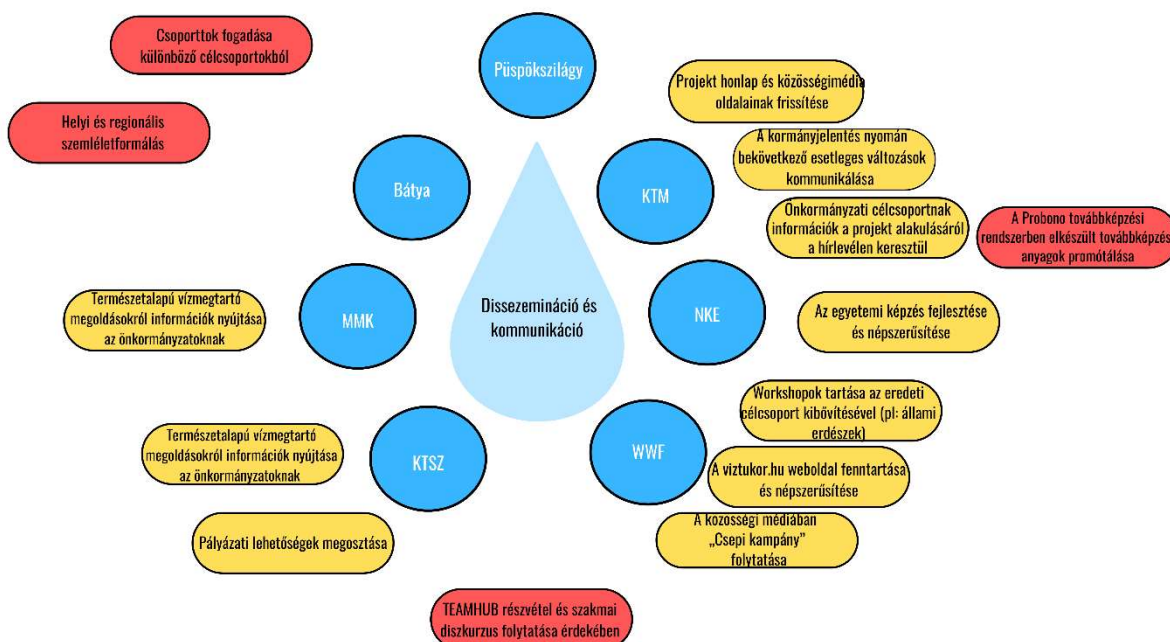 Csoporttok fogadása
különböző célcsoportokból
Püspökszilágy
Projekt honlap és közösségimédia
oldalainak frissítése
Helyi és regionális
szemléletformálás
A kormányjelentés nyomán
bekövetkező esetleges változások
kommunikálása
Bátya
KTM
Önkormányzati célcsoportnak
információk a projekt alakulásáról
a hírlevélen keresztül
A Probono továbbképzési
rendszerben elkészült továbbképzés
anyagok promótálása
Természetalapú vízmegtartó
megoldásokról információk nyújtása
az önkormányzatoknak
MMK
Dissezemináció és
kommunikáció
NKE
Az egyetemi képzés fejlesztése
és népszerűsítése
Workshopok tartása az eredeti
célcsoport kibővítésével (pl: állami
erdészek)
Természetalapú vízmegtartó
megoldásokról információk nyújtása
az önkormányzatoknak
KTSZ
WWF
A viztukor.hu weboldal fenntartása
és népszerűsítése
Pályázati lehetőségek megosztása
A közösségi médiában
„Csepi kampány”
folytatása
TEAMHUB részvétel és szakmai
diszkurzus folytatása érdekében